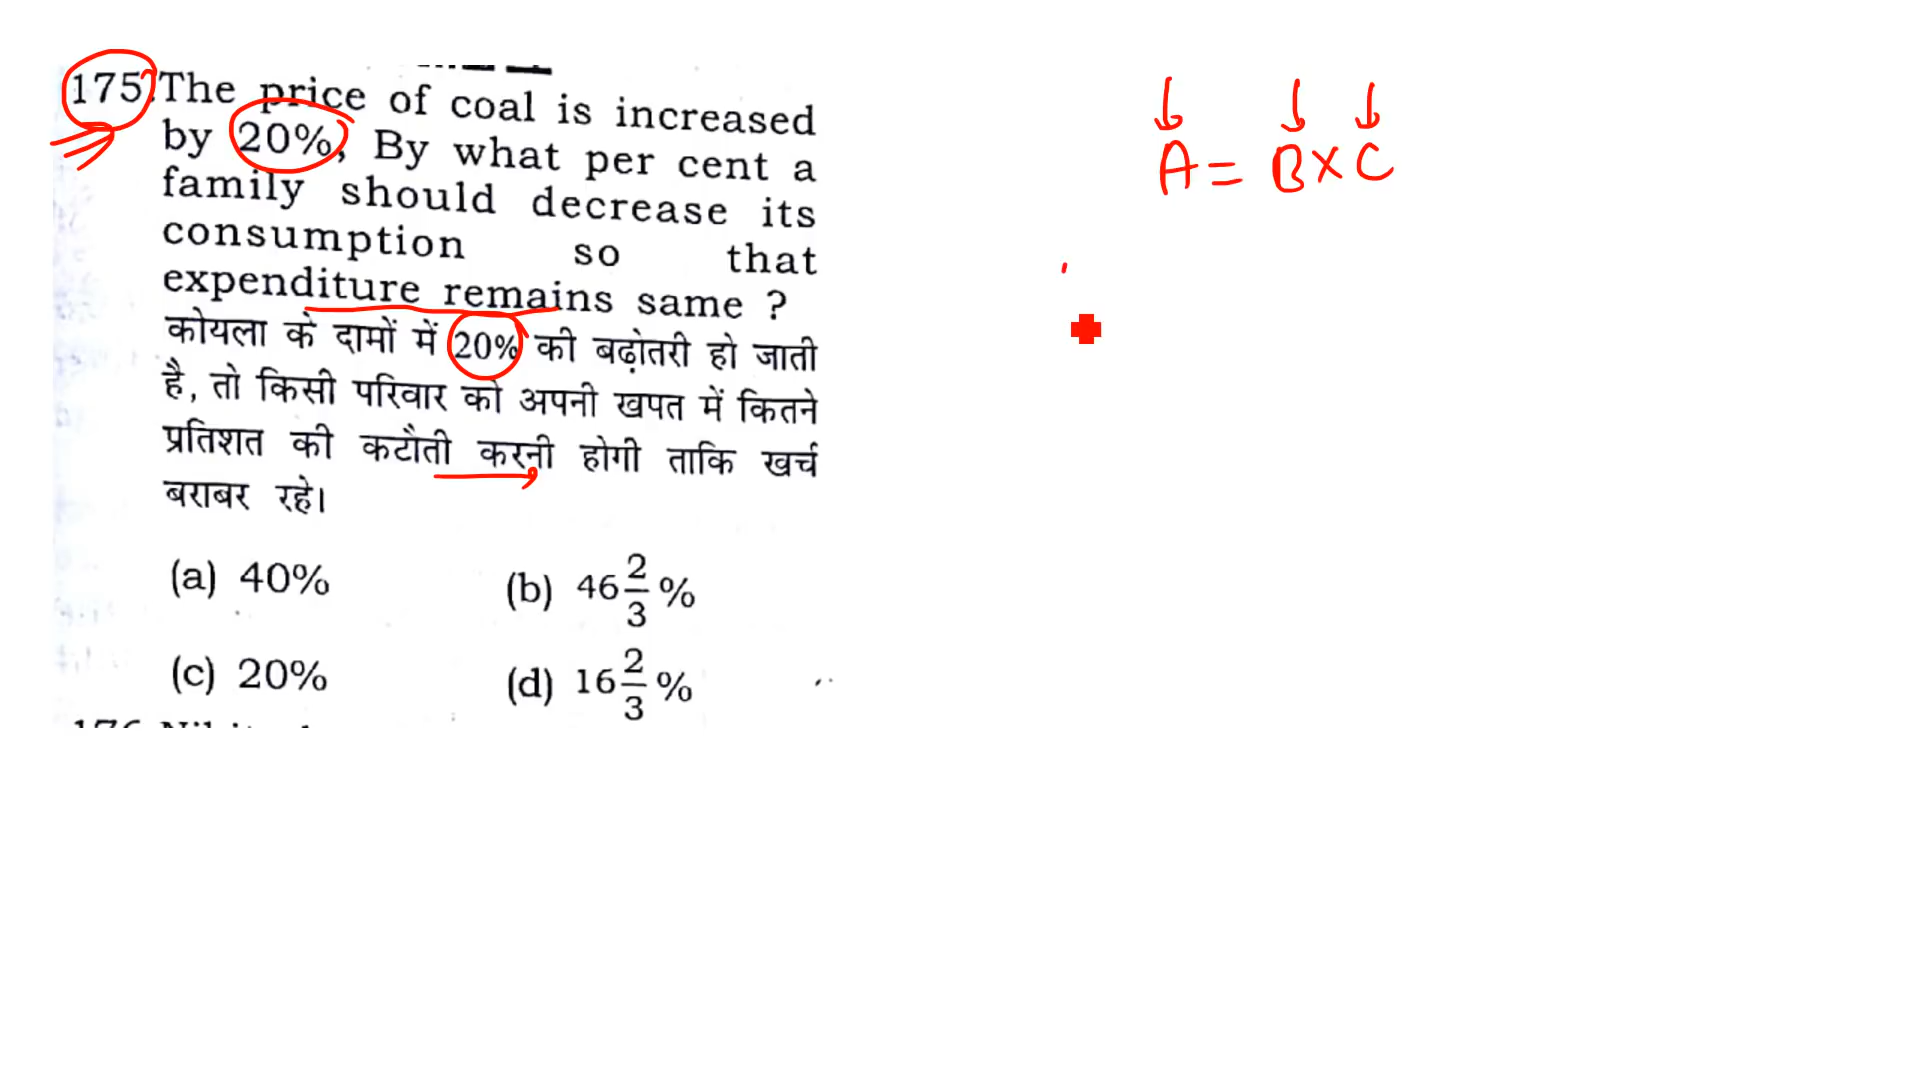 175. The price of coal is increased
by 20%, By what per cent a
family should decrease its
consumption so that
expenditure remains same ?
कोयला के दामों में 20% की बढ़ोतरी हो जाती
है, तो किसी परिवार को अपनी खपत में कितने
प्रतिशत की कटौती करनी होगी ताकि खर्च
बराबर रहे।
(a) 40% (b) 46 2/3 %
(c) 20% (d) 16 2/3 %
A = B × C